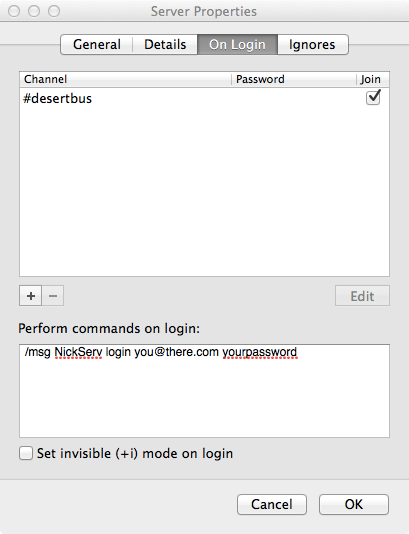 Server Properties
General Details On Login Ignores
Channel Password Join
#desertbus
+ − Edit
Perform commands on login:
/msg NickServ login you@there.com yourpassword
Set invisible (+i) mode on login
Cancel OK